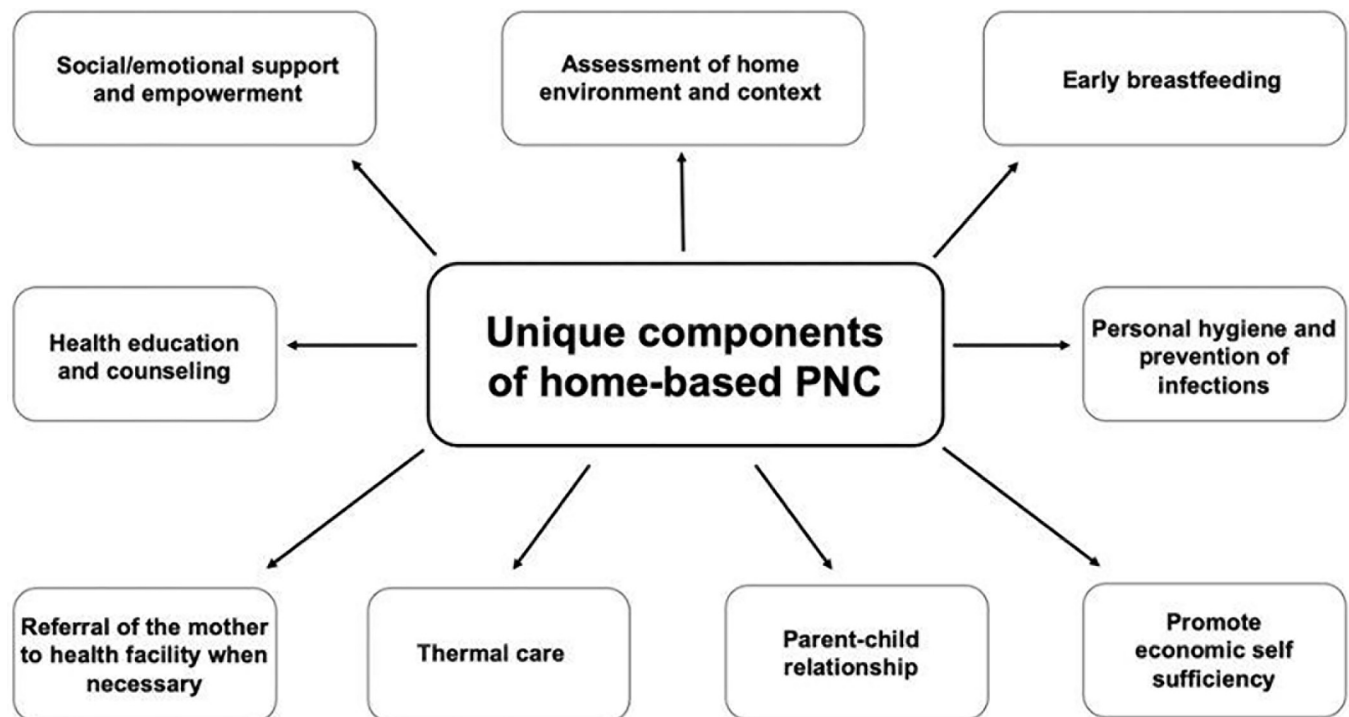 Social/emotional support
and empowerment
Assessment of home
environment and context
Early breastfeeding
Health education
and counseling
Unique components
of home-based PNC
Personal hygiene and
prevention of
infections
Referral of the mother
to health facility when
necessary
Thermal care
Parent-child
relationship
Promote
economic self
sufficiency